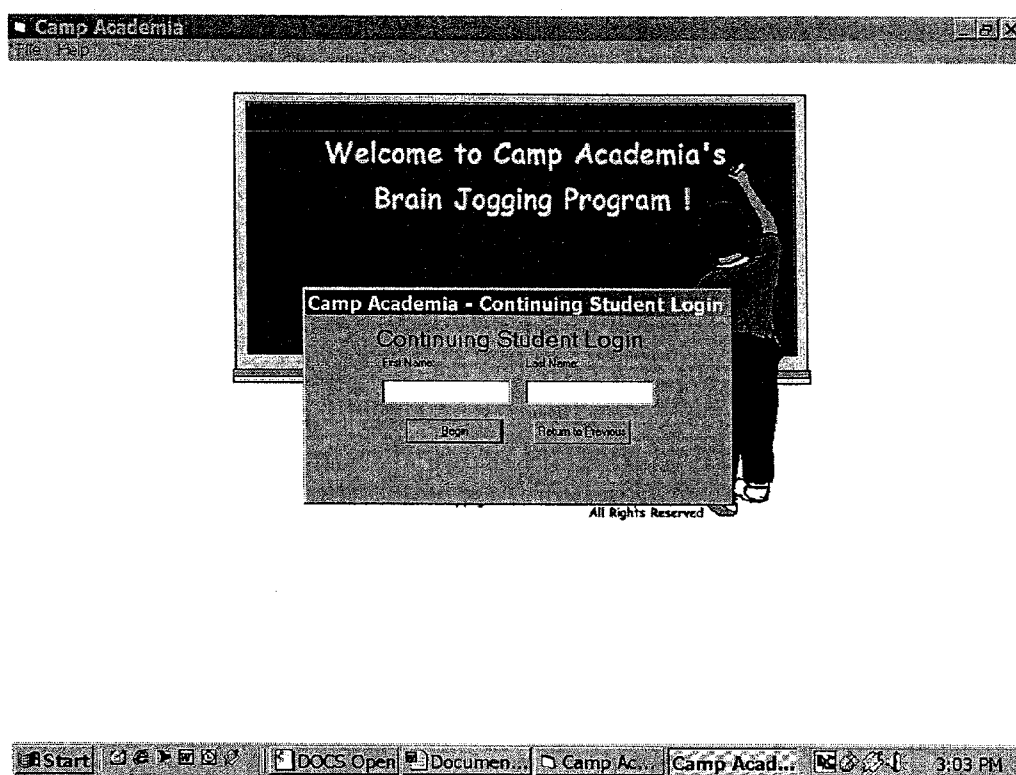 Camp Academia
File Help
Welcome to Camp Academia's
Brain Jogging Program !
Camp Academia - Continuing Student Login
Continuing Student Login
First Name: Last Name:
Begin Return to Previous
All Rights Reserved
Start DOCS Open Documen... Camp Ac... Camp Acad... 3:03 PM